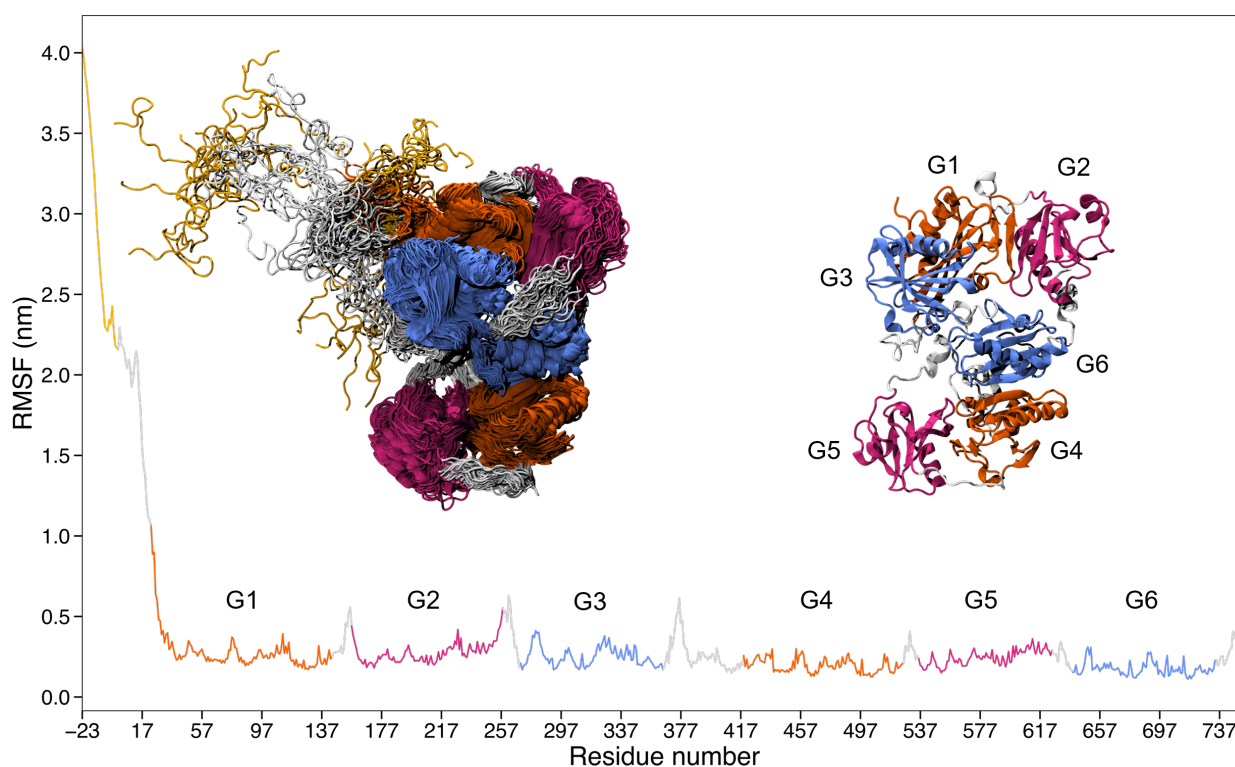 4.0
3.5
3.0
2.5
2.0
1.5
1.0
0.5
0.0
RMSF (nm)
G1 G2
G3
G6
G5 G4
G1 G2 G3 G4 G5 G6
−23 17 57 97 137 177 217 257 297 337 377 417 457 497 537 577 617 657 697 737
Residue number